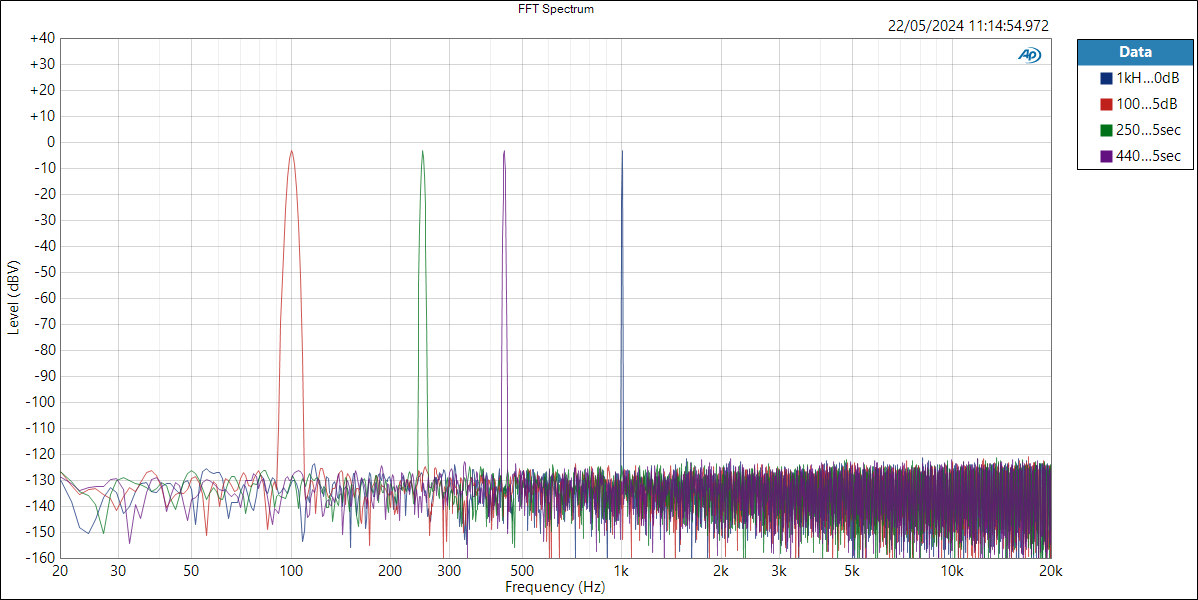 FFT Spectrum
22/05/2024 11:14:54.972
AP
Data
1kH...0dB
100...5dB
250...5sec
440...5sec
Level (dBV)
+40
+30
+20
+10
0
-10
-20
-30
-40
-50
-60
-70
-80
-90
-100
-110
-120
-130
-140
-150
-160
20 30 50 100 200 300 500 1k 2k 3k 5k 10k 20k
Frequency (Hz)